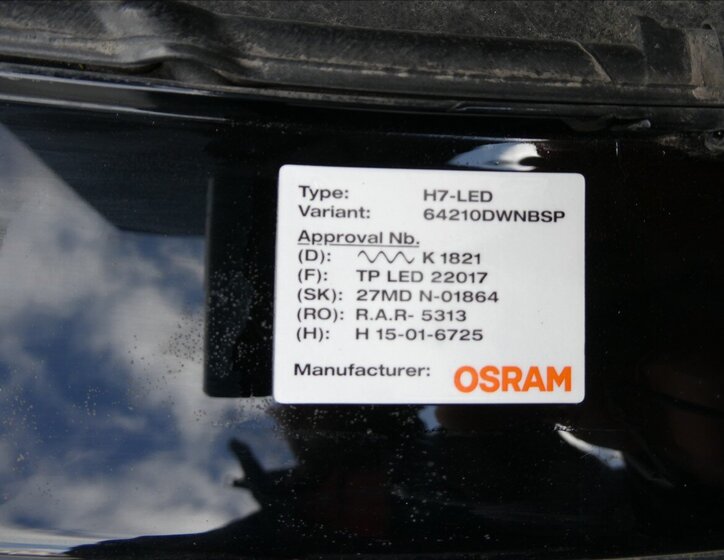 Type: H7-LED
Variant: 64210DWNBSP
Approval Nb.
(D): K 1821
(F): TP LED 22017
(SK): 27MD N-01864
(RO): R.A.R- 5313
(H): H 15-01-6725
Manufacturer: OSRAM